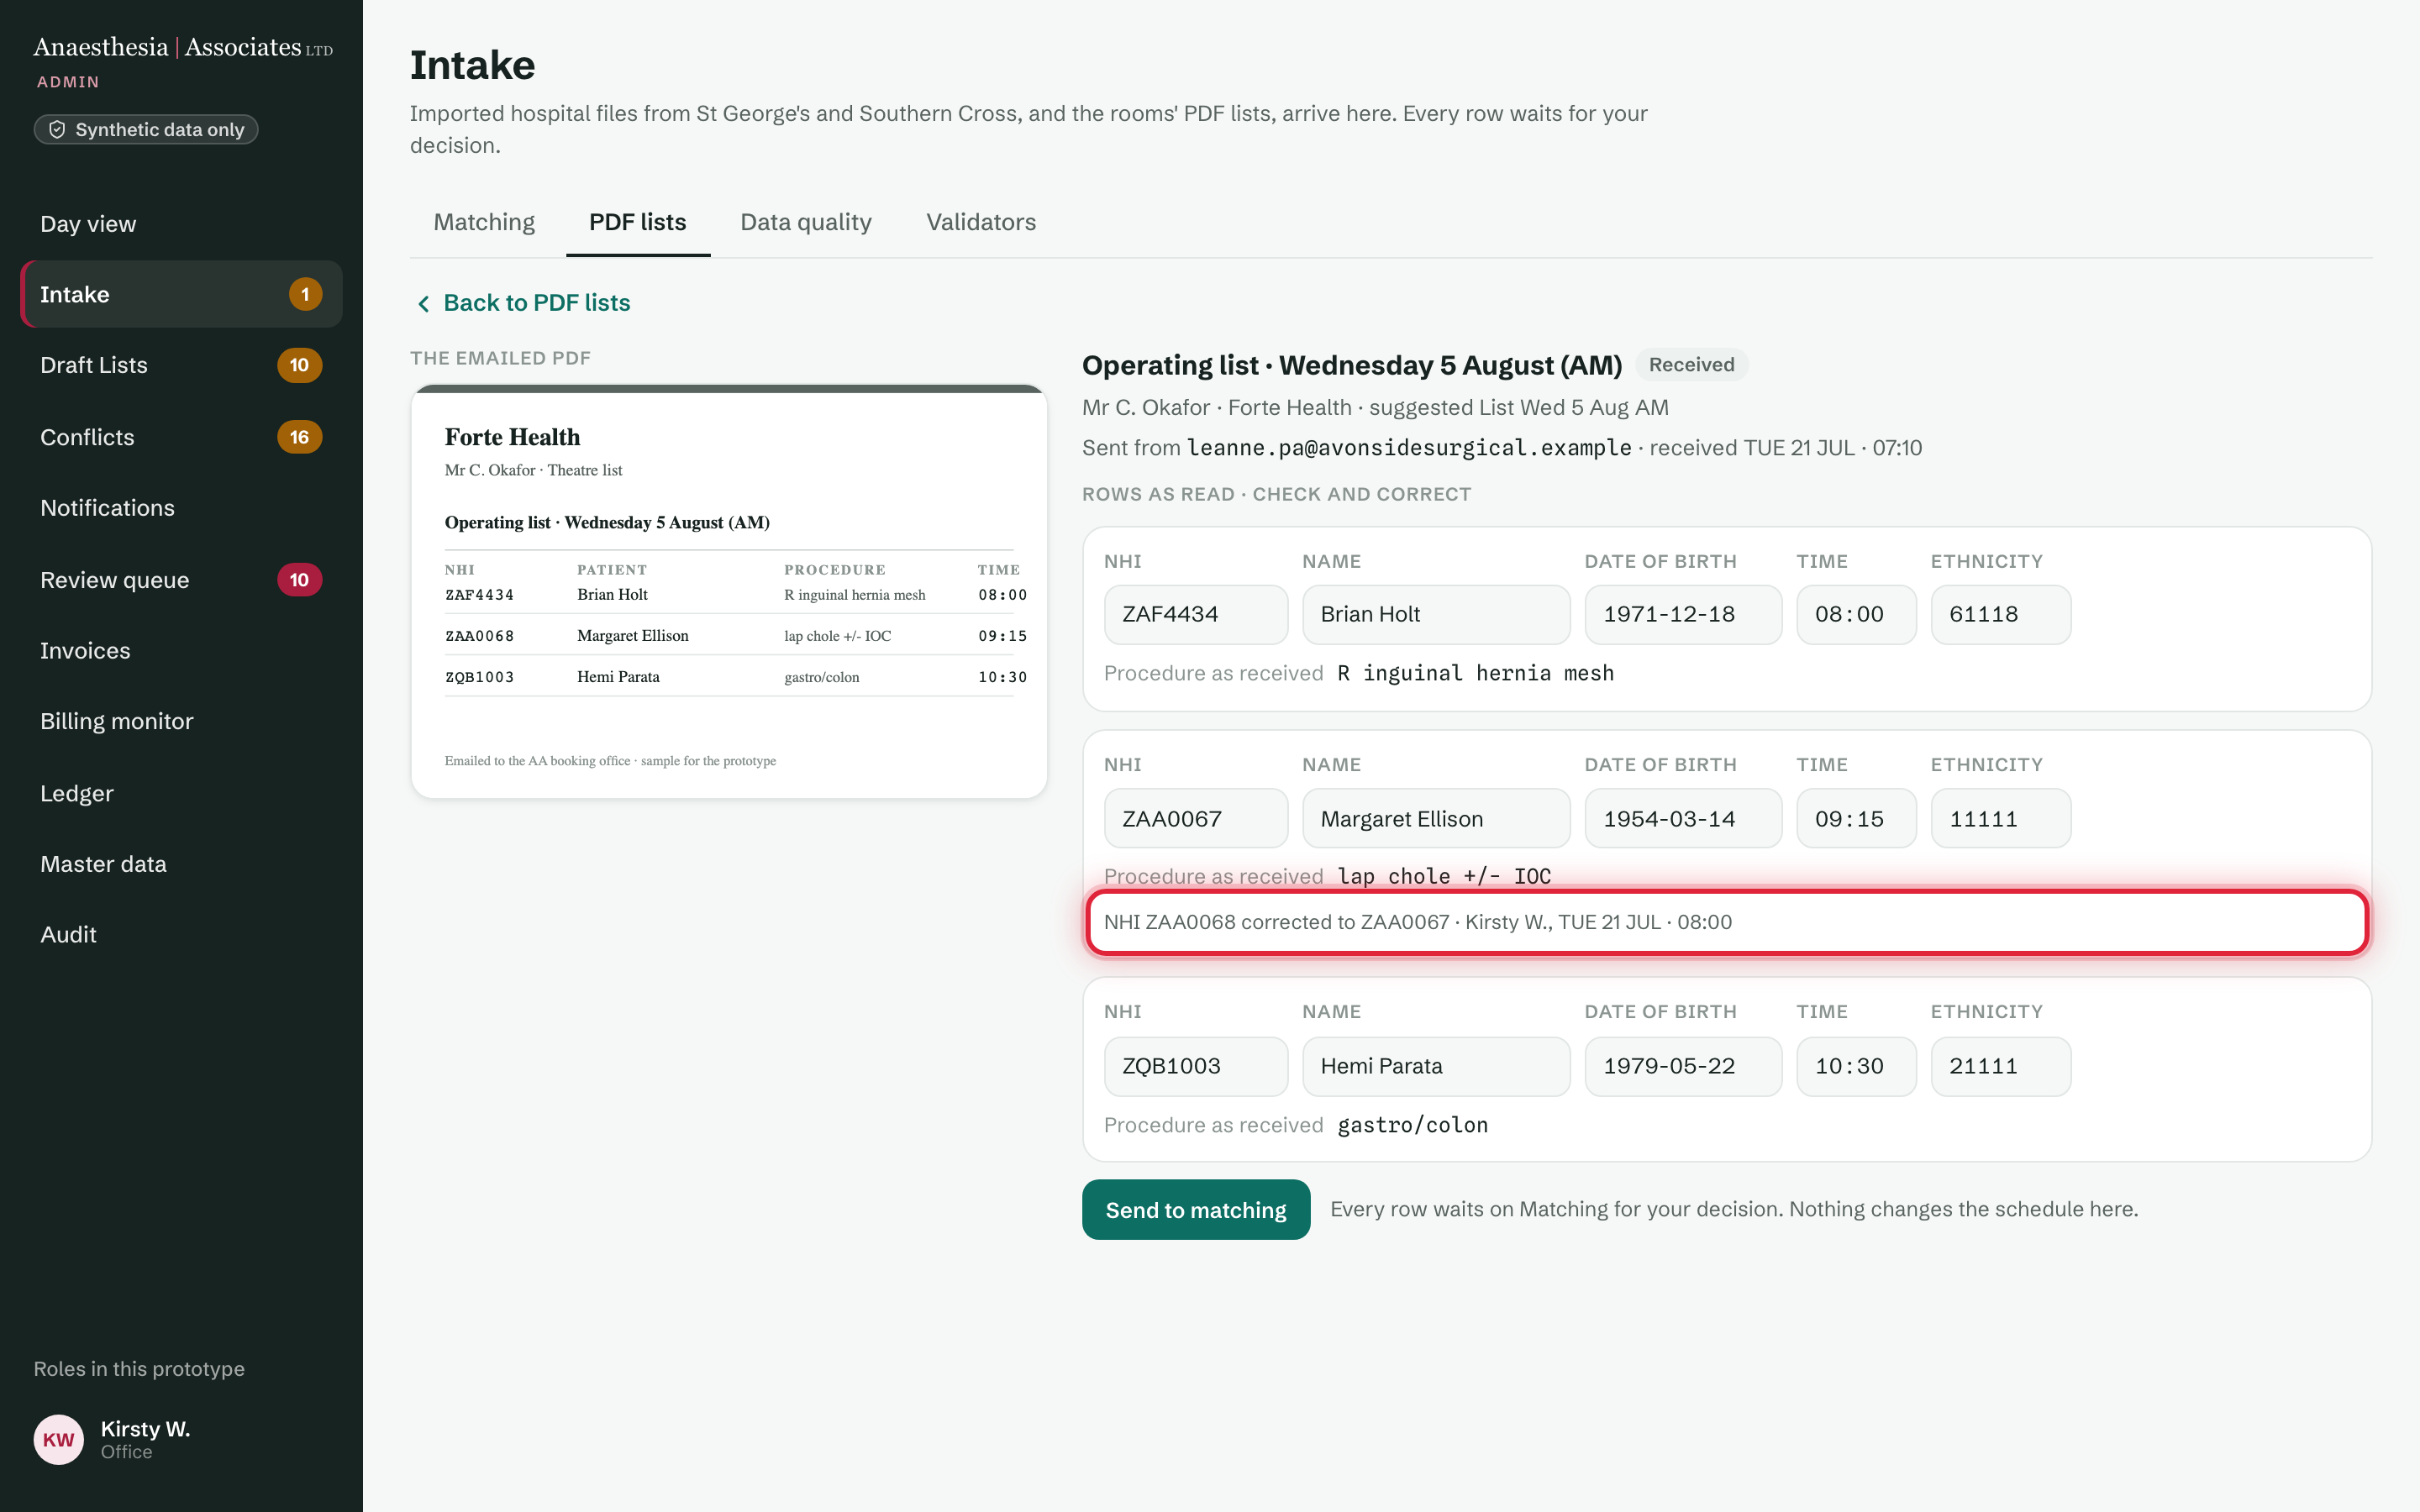 Anaesthesia | Associates LTD
ADMIN
Synthetic data only
Day view
Intake 1
Draft Lists 10
Conflicts 16
Notifications
Review queue 10
Invoices
Billing monitor
Ledger
Master data
Audit
Roles in this prototype
KW Kirsty W.
Office
Intake
Imported hospital files from St George's and Southern Cross, and the rooms' PDF lists, arrive here. Every row waits for your
decision.
Matching PDF lists Data quality Validators
Back to PDF lists
THE EMAILED PDF
Forte Health
Mr C. Okafor · Theatre list
Operating list · Wednesday 5 August (AM)
NHI PATIENT PROCEDURE TIME
ZAF4434 Brian Holt R inguinal hernia mesh 08:00
ZAA0068 Margaret Ellison lap chole +/- IOC 09:15
ZQB1003 Hemi Parata gastro/colon 10:30
Emailed to the AA booking office · sample for the prototype
Operating list · Wednesday 5 August (AM) Received
Mr C. Okafor · Forte Health · suggested List Wed 5 Aug AM
Sent from leanne.pa@avonsidesurgical.example · received TUE 21 JUL · 07:10
ROWS AS READ · CHECK AND CORRECT
NHI NAME DATE OF BIRTH TIME ETHNICITY
ZAF4434 Brian Holt 1971-12-18 08:00 61118
Procedure as received R inguinal hernia mesh
NHI NAME DATE OF BIRTH TIME ETHNICITY
ZAA0067 Margaret Ellison 1954-03-14 09:15 11111
Procedure as received lap chole +/- IOC
NHI ZAA0068 corrected to ZAA0067 · Kirsty W., TUE 21 JUL · 08:00
NHI NAME DATE OF BIRTH TIME ETHNICITY
ZQB1003 Hemi Parata 1979-05-22 10:30 21111
Procedure as received gastro/colon
Send to matching Every row waits on Matching for your decision. Nothing changes the schedule here.